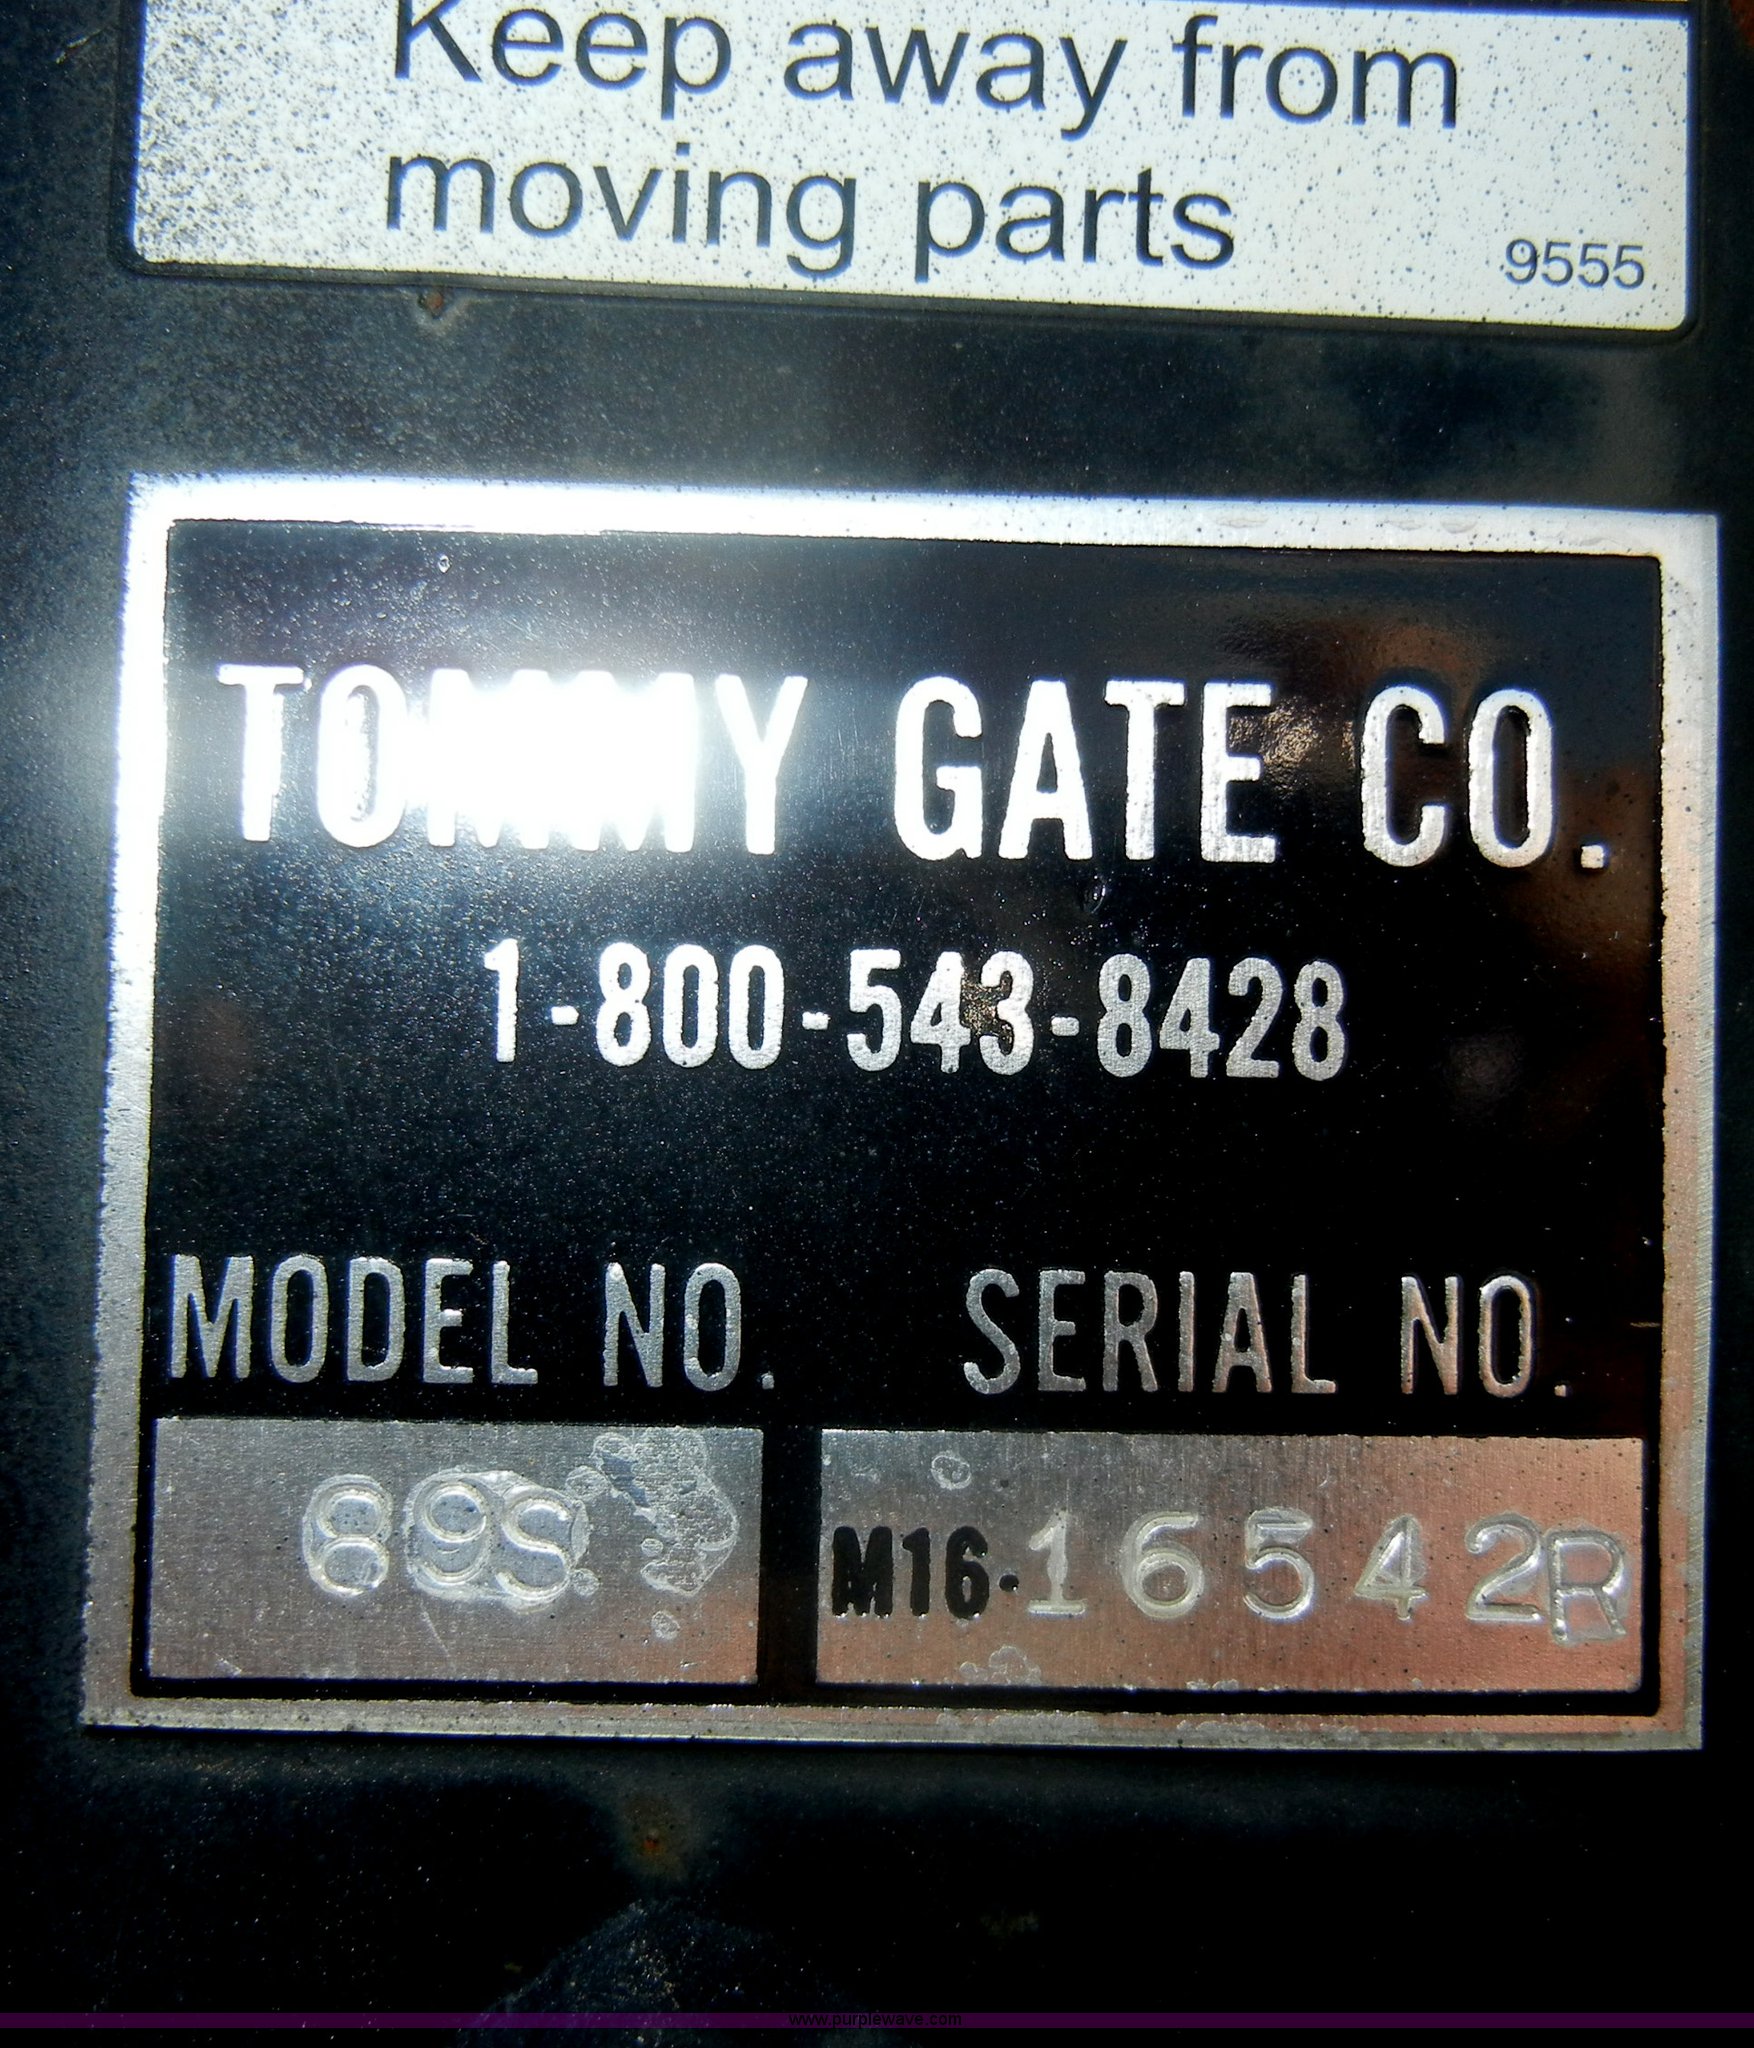 Keep away from
moving parts
9555
TOMMY GATE CO.
1-800-543-8428
MODEL NO. SERIAL NO.
89S M16-16542R
www.purplewave.com